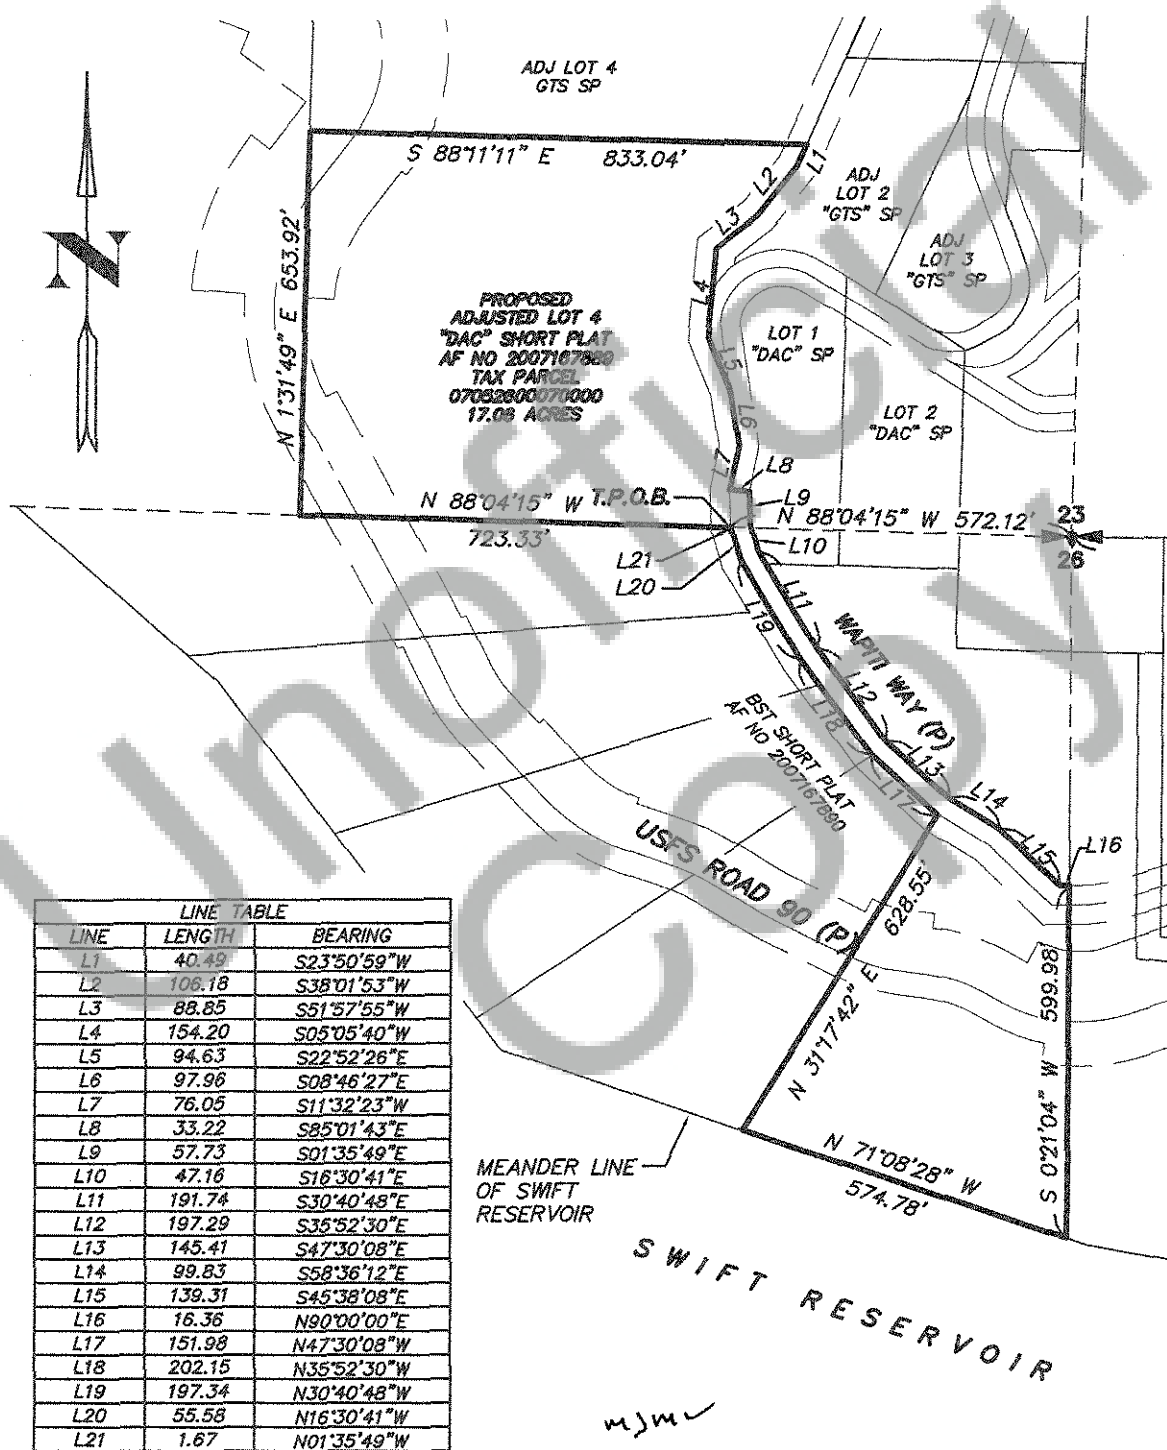 ADJ LOT 4
GTS SP
S 88°11'11" E 833.04'
L1
L2
L3
ADJ
LOT 2
"GTS" SP
ADJ
LOT 3
"GTS" SP
N
N 1°31'49" E 653.92'
L4
PROPOSED
ADJUSTED LOT 4
"DAC" SHORT PLAT
AF NO
TAX PARCEL
17.08 ACRES
LOT 1
"DAC" SP
L5
L6
LOT 2
"DAC" SP
L7
L8
L9
N 88°04'15" W
T.P.O.B.
723.33'
N 88°04'15" W 572.12'
23
26
L10
L21
L20
L11
L19
WAPITI WAY (P)
L12
L18
BST SHORT PLAT
AF NO 2007167890
L13
L17
L14
L15
L16
USFS ROAD 90 (P)
628.55'
N 31°17'42" E
599.98'
S 0°21'04" W
N 71°08'28" W
574.78'
MEANDER LINE
OF SWIFT
RESERVOIR
SWIFT RESERVOIR
LINE TABLE
LINE LENGTH BEARING
L1 40.49 S23°50'59"W
L2 106.18 S38°01'53"W
L3 88.85 S51°57'55"W
L4 154.20 S05°05'40"W
L5 94.63 S22°52'26"E
L6 97.96 S08°46'27"E
L7 76.05 S11°32'23"W
L8 33.22 S85°01'43"E
L9 57.73 S01°35'49"E
L10 47.16 S16°30'41"E
L11 191.74 S30°40'48"E
L12 197.29 S35°52'30"E
L13 145.41 S47°30'08"E
L14 99.83 S58°36'12"E
L15 139.31 S45°38'08"E
L16 16.36 N90°00'00"E
L17 151.98 N47°30'08"W
L18 202.15 N35°52'30"W
L19 197.34 N30°40'48"W
L20 55.58 N16°30'41"W
L21 1.67 N01°35'49"W
Unofficial
Copy